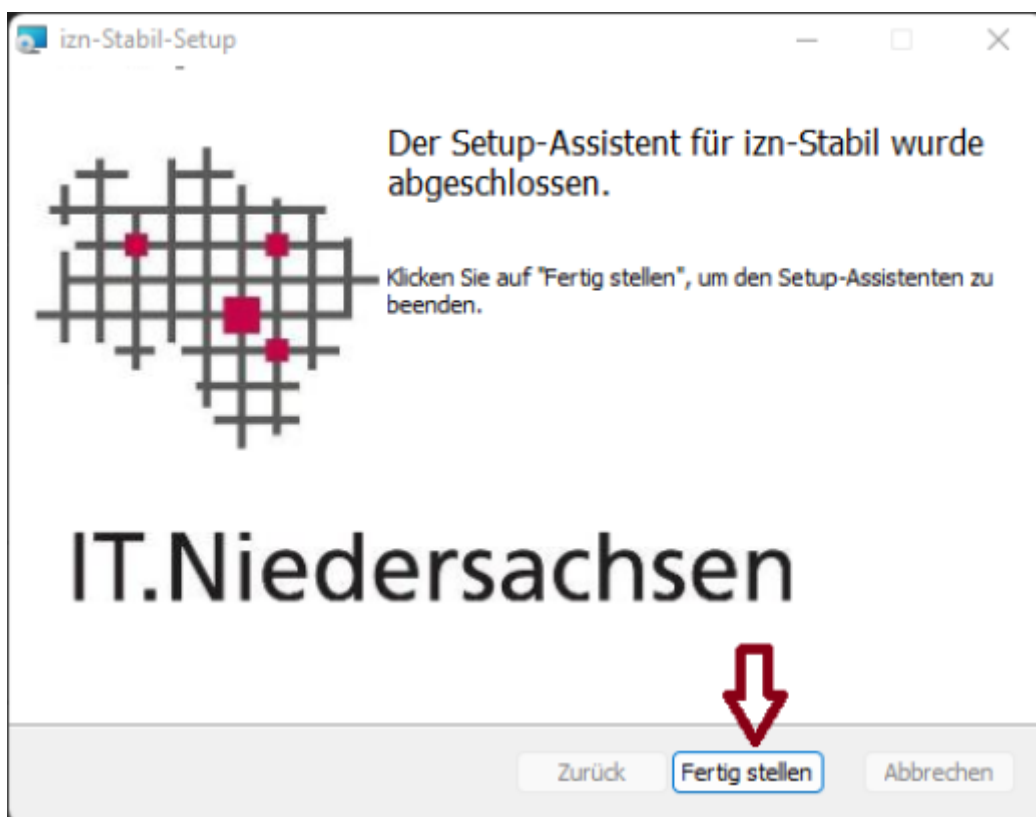 izn-Stabil-Setup
Der Setup-Assistent für izn-Stabil wurde
abgeschlossen.
Klicken Sie auf "Fertig stellen", um den Setup-Assistenten zu
beenden.
IT.Niedersachsen
Zurück Fertig stellen Abbrechen